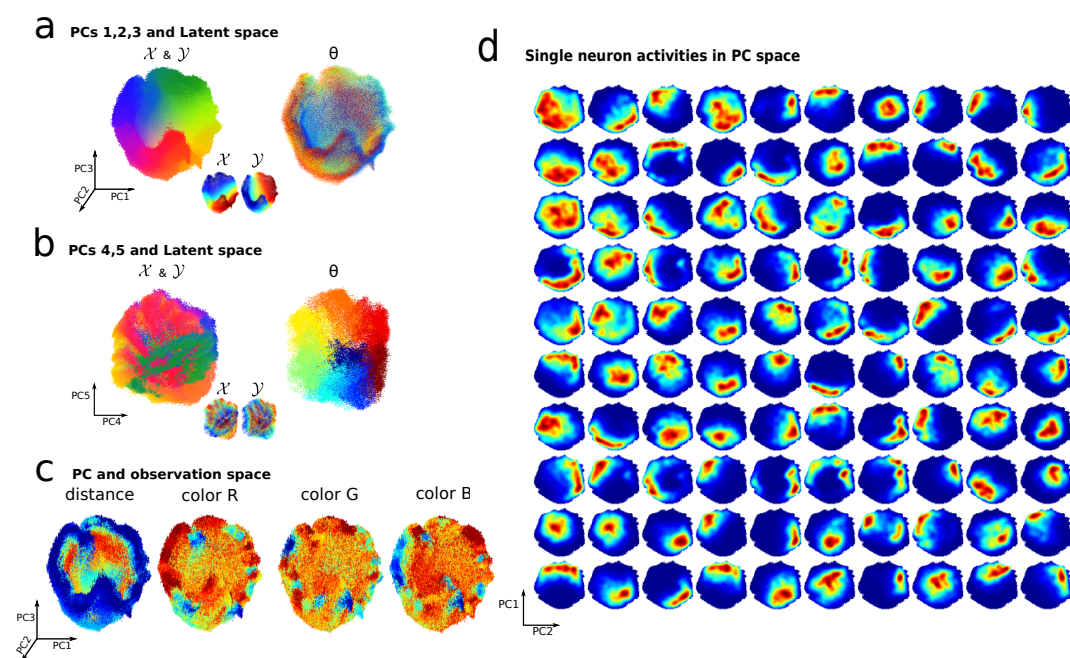 a
PCs 1,2,3 and Latent space
𝒳 & 𝒴
θ
PC3
PC2
PC1
𝒳
𝒴
b
PCs 4,5 and Latent space
𝒳 & 𝒴
θ
PC5
PC4
𝒳
𝒴
c
PC and observation space
distance
color R
color G
color B
PC3
PC2
PC1
d
Single neuron activities in PC space
PC1
PC2